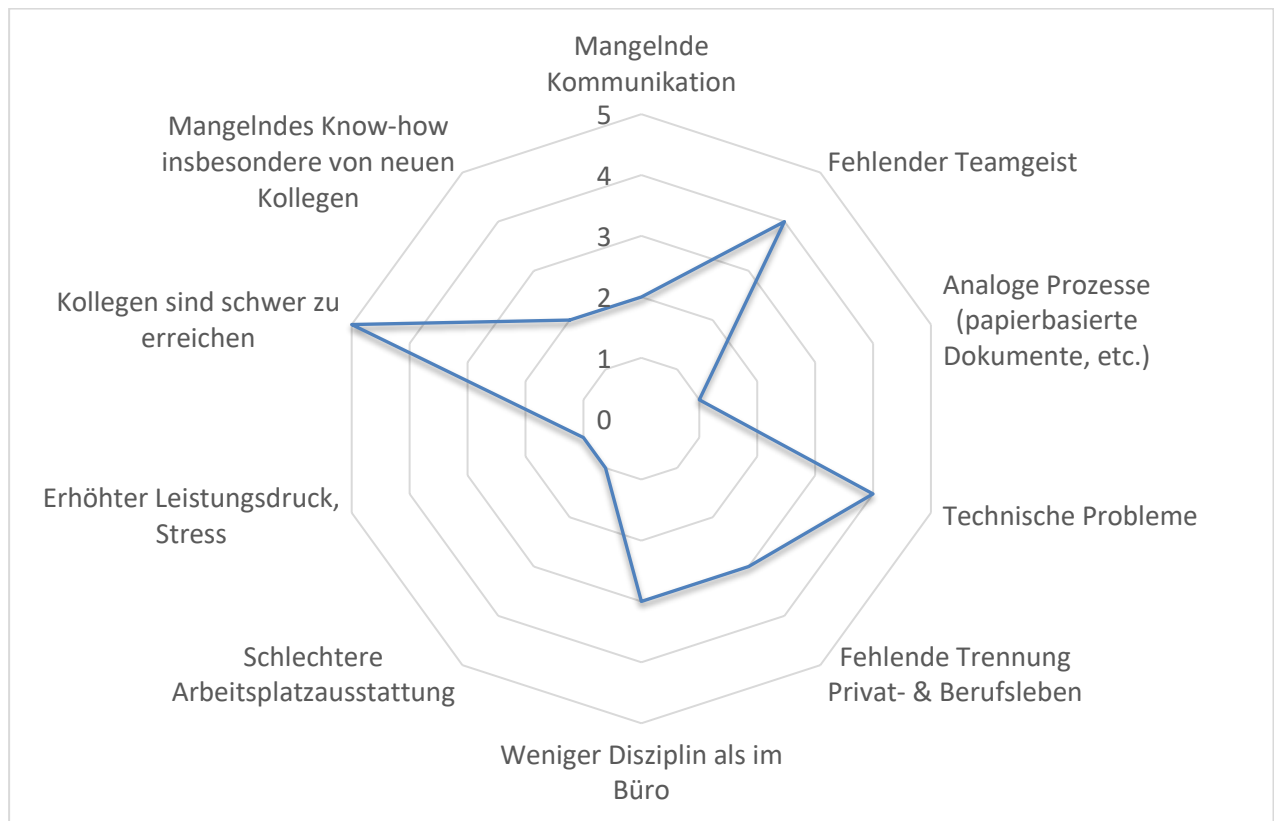 Mangelnde
Kommunikation
5
4
3
2
1
0
Fehlender Teamgeist
Analoge Prozesse
(papierbasierte
Dokumente, etc.)
Technische Probleme
Fehlende Trennung
Privat- & Berufsleben
Weniger Disziplin als im
Büro
Schlechtere
Arbeitsplatzausstattung
Erhöhter Leistungsdruck,
Stress
Kollegen sind schwer zu
erreichen
Mangelndes Know-how
insbesondere von neuen
Kollegen